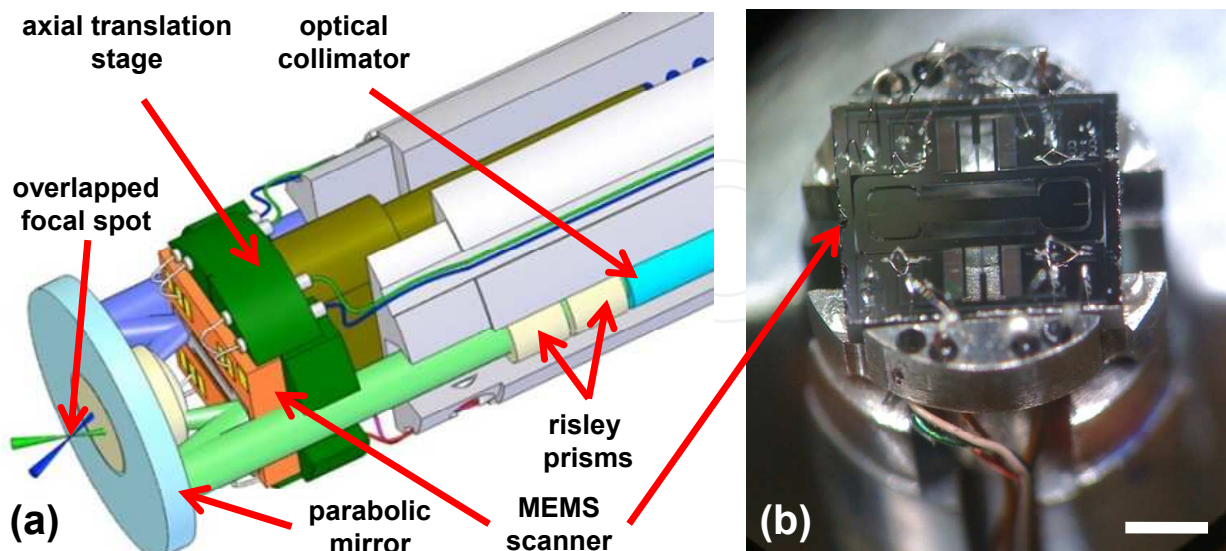 axial translation
stage
optical
collimator
overlapped
focal spot
risley
prisms
parabolic
mirror
MEMS
scanner
(a)
(b)